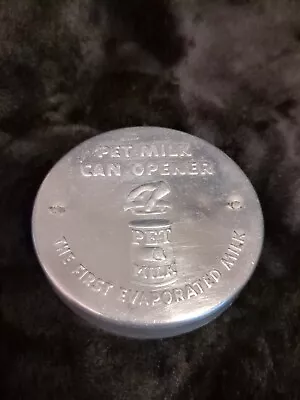 PET MILK
CAN OPENER
PET
MILK
THE FIRST EVAPORATED MILK